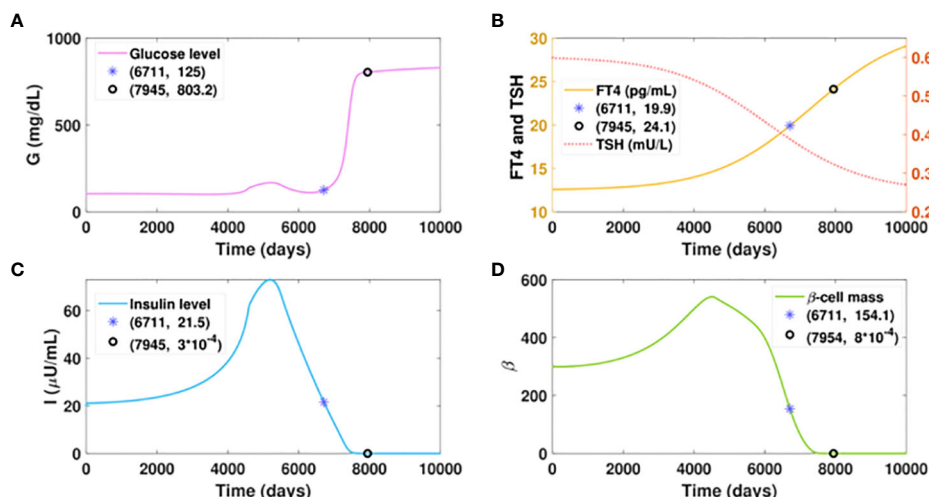 A
1000
500
0
G (mg/dL)
Glucose level
(6711, 125)
(7945, 803.2)
0 2000 4000 6000 8000 10000
Time (days)
B
30
25
20
15
10
FT4 and TSH
FT4 (pg/mL)
(6711, 19.9)
(7945, 24.1)
TSH (mU/L)
0.6
0.5
0.4
0.3
0.2
0 2000 4000 6000 8000 10000
Time (days)
C
60
40
20
0
I (μU/mL)
Insulin level
(6711, 21.5)
(7945, 3*10⁻⁴)
0 2000 4000 6000 8000 10000
Time (days)
D
600
400
200
0
β
β-cell mass
(6711, 154.1)
(7954, 8*10⁻⁴)
0 2000 4000 6000 8000 10000
Time (days)